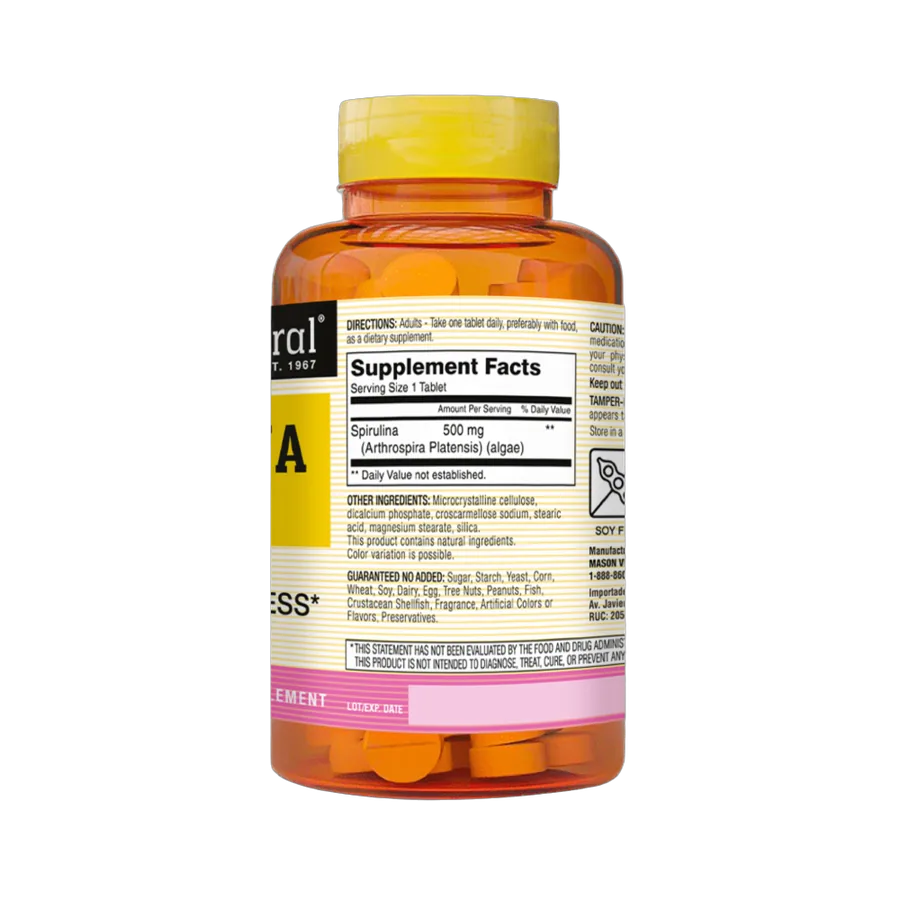 ral®
T. 1967
A
ESS*
LEMENT
DIRECTIONS: Adults - Take one tablet daily, preferably with food,
as a dietary supplement.
Supplement Facts
Serving Size 1 Tablet
Amount Per Serving % Daily Value
Spirulina 500 mg **
(Arthrospira Platensis) (algae)
** Daily Value not established.
OTHER INGREDIENTS: Microcrystalline cellulose,
dicalcium phosphate, croscarmellose sodium, stearic
acid, magnesium stearate, silica.
This product contains natural ingredients.
Color variation is possible.
GUARANTEED NO ADDED: Sugar, Starch, Yeast, Corn,
Wheat, Soy, Dairy, Egg, Tree Nuts, Peanuts, Fish,
Crustacean Shellfish, Fragrance, Artificial Colors or
Flavors, Preservatives.
*THIS STATEMENT HAS NOT BEEN EVALUATED BY THE FOOD AND DRUG ADMINIS
THIS PRODUCT IS NOT INTENDED TO DIAGNOSE, TREAT, CURE, OR PREVENT ANY
LOT/EXP. DATE
CAUTION:
medicatio
your phy
consult yo
Keep out
TAMPER-
appears t
Store in a
SOY F
Manufactu
MASON V
1-888-860
Importado
Av. Javie
RUC: 205